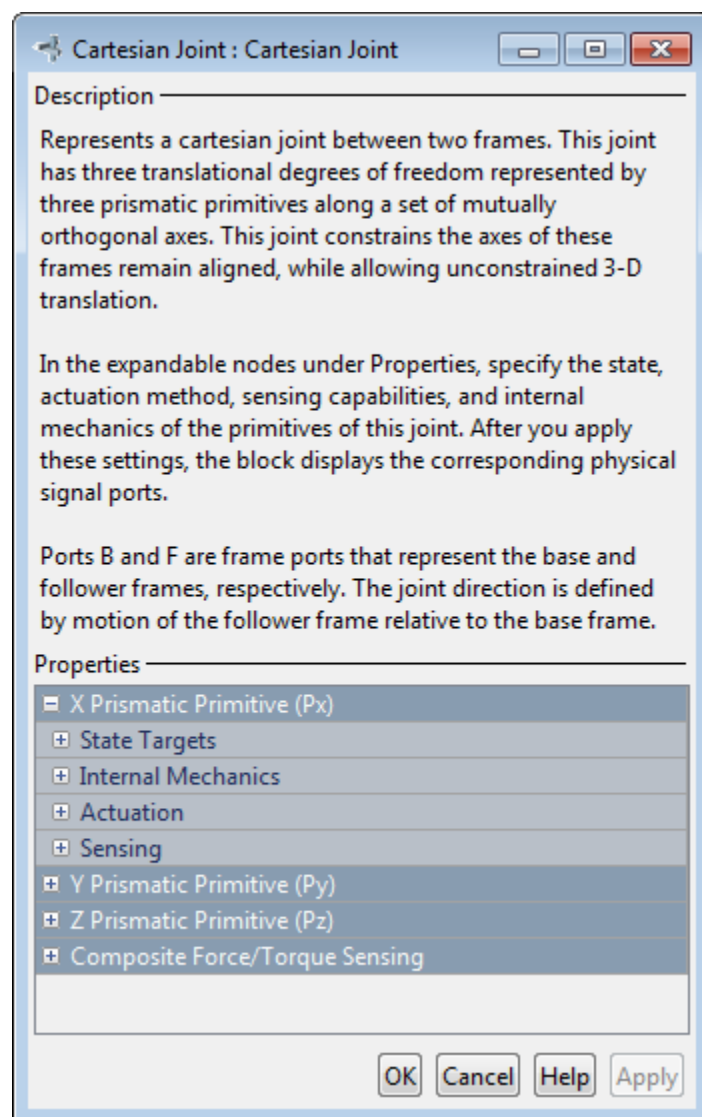 Cartesian Joint : Cartesian Joint
Description
Represents a cartesian joint between two frames. This joint
has three translational degrees of freedom represented by
three prismatic primitives along a set of mutually
orthogonal axes. This joint constrains the axes of these
frames remain aligned, while allowing unconstrained 3-D
translation.
In the expandable nodes under Properties, specify the state,
actuation method, sensing capabilities, and internal
mechanics of the primitives of this joint. After you apply
these settings, the block displays the corresponding physical
signal ports.
Ports B and F are frame ports that represent the base and
follower frames, respectively. The joint direction is defined
by motion of the follower frame relative to the base frame.
Properties
X Prismatic Primitive (Px)
State Targets
Internal Mechanics
Actuation
Sensing
Y Prismatic Primitive (Py)
Z Prismatic Primitive (Pz)
Composite Force/Torque Sensing
OK Cancel Help Apply